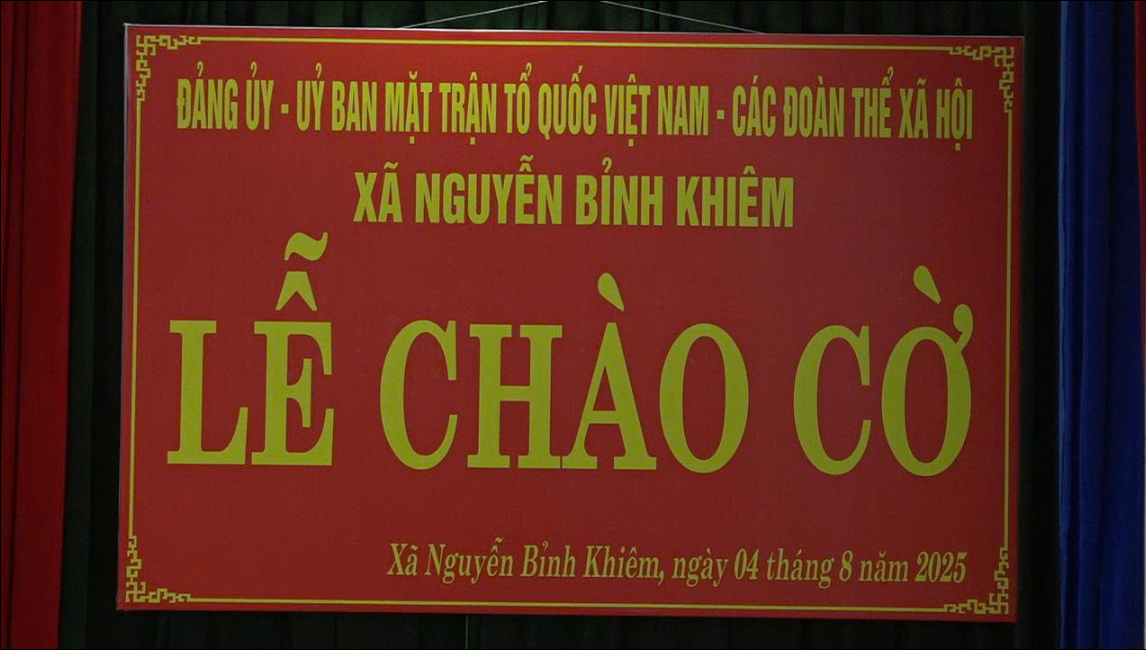 ĐẢNG ỦY - UỶ BAN MẶT TRẬN TỔ QUỐC VIỆT NAM - CÁC ĐOÀN THỂ XÃ HỘI
XÃ NGUYỄN BỈNH KHIÊM
LỄ CHÀO CỜ
Xã Nguyễn Bỉnh Khiêm, ngày 04 tháng 8 năm 2025